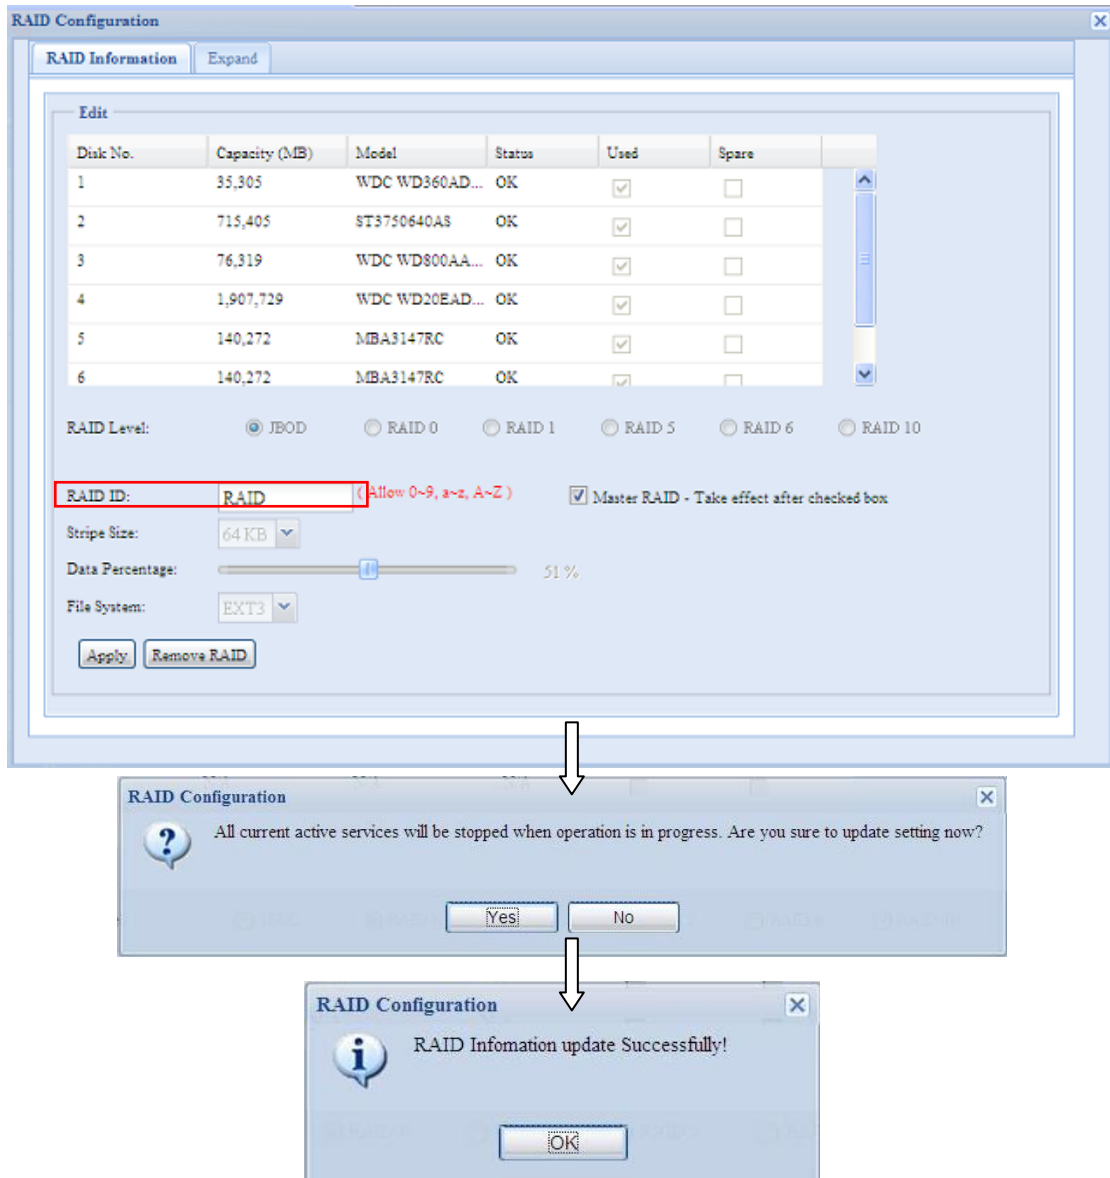 RAID Configuration
RAID Information Expand
Edit
Disk No. Capacity (MB) Model Status Used Spare
1 35,305 WDC WD360AD... OK
2 715,405 ST3750640AS OK
3 76,319 WDC WD800AA... OK
4 1,907,729 WDC WD20EAD... OK
5 140,272 MBA3147RC OK
6 140,272 MBA3147RC OK
RAID Level: JBOD RAID 0 RAID 1 RAID 5 RAID 6 RAID 10
RAID ID: RAID ( Allow 0~9, a~z, A~Z ) Master RAID - Take effect after checked box
Stripe Size: 64 KB
Data Percentage: 51 %
File System: EXT3
Apply Remove RAID
RAID Configuration
All current active services will be stopped when operation is in progress. Are you sure to update setting now?
Yes No
RAID Configuration
RAID Infomation update Successfully!
OK